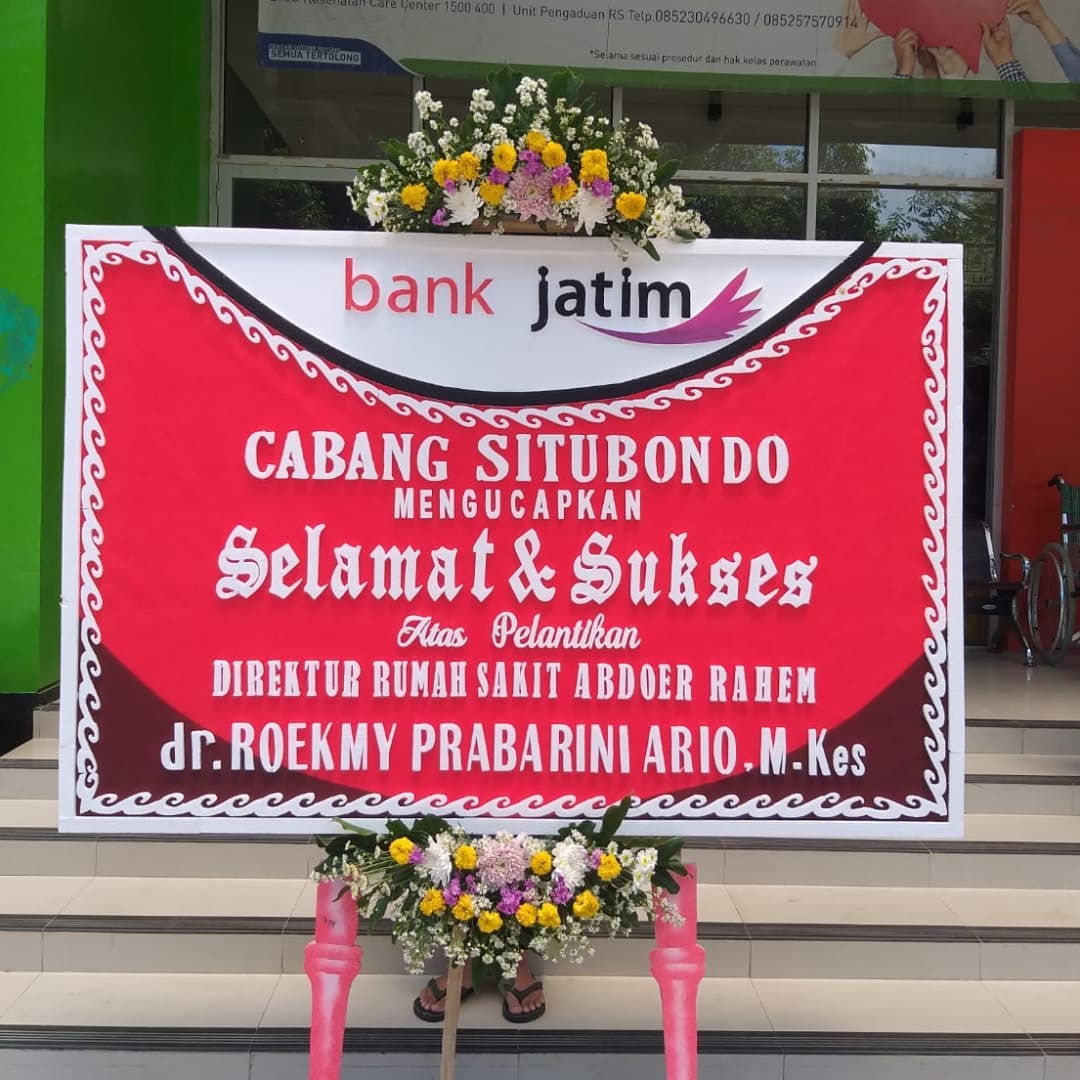 Care Center 1500 400 | Unit Pengaduan RS Telp.085230496630 / 085257570914
*Selama sesuai prosedur dan hak kelas perawatan
SEMUA TERTOLONG
bank jatim
CABANG SITUBONDO
MENGUCAPKAN
Selamat & Sukses
Atas Pelantikan
DIREKTUR RUMAH SAKIT ABDOER RAHEM
dr. ROEKMY PRABARINI ARIO, M.Kes